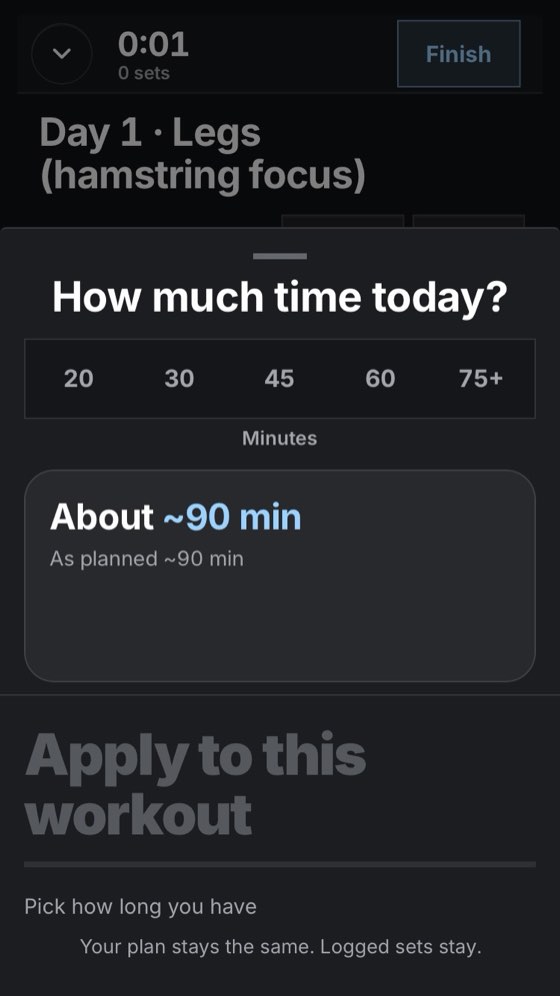 0:01
0 sets
Finish
Day 1 · Legs
(hamstring focus)
How much time today?
20 30 45 60 75+
Minutes
About ~90 min
As planned ~90 min
Apply to this
workout
Pick how long you have
Your plan stays the same. Logged sets stay.